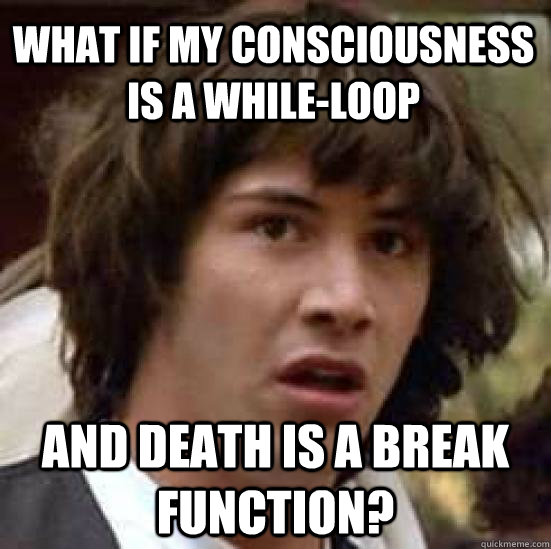 WHAT IF MY CONSCIOUSNESS
IS A WHILE-LOOP
AND DEATH IS A BREAK
FUNCTION?
quickmeme.com